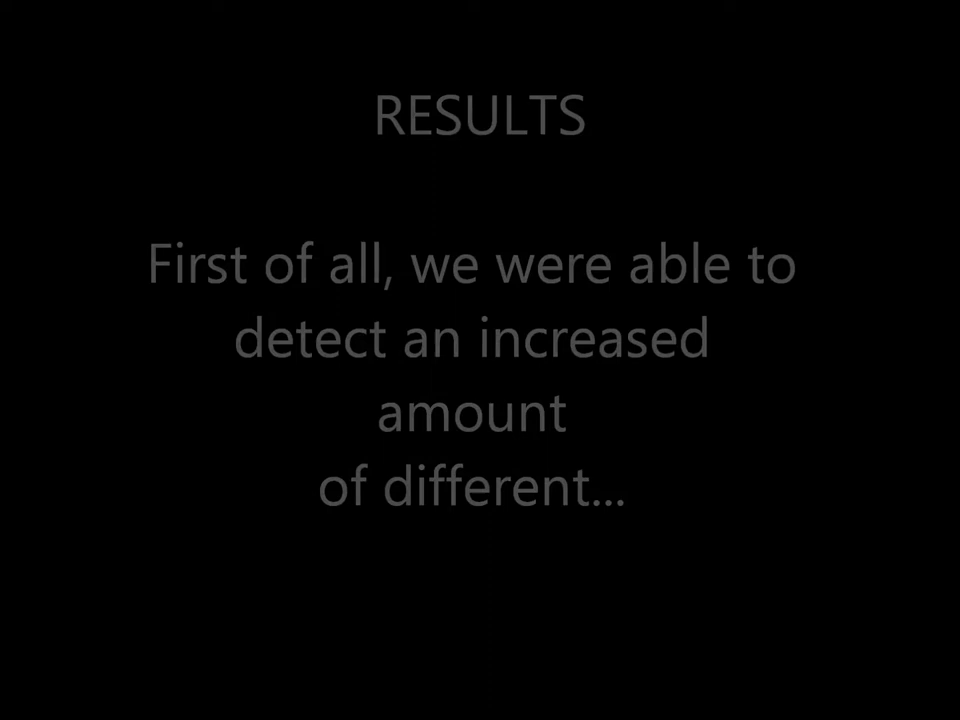 RESULTS
First of all, we were able to
detect an increased
amount
of different...